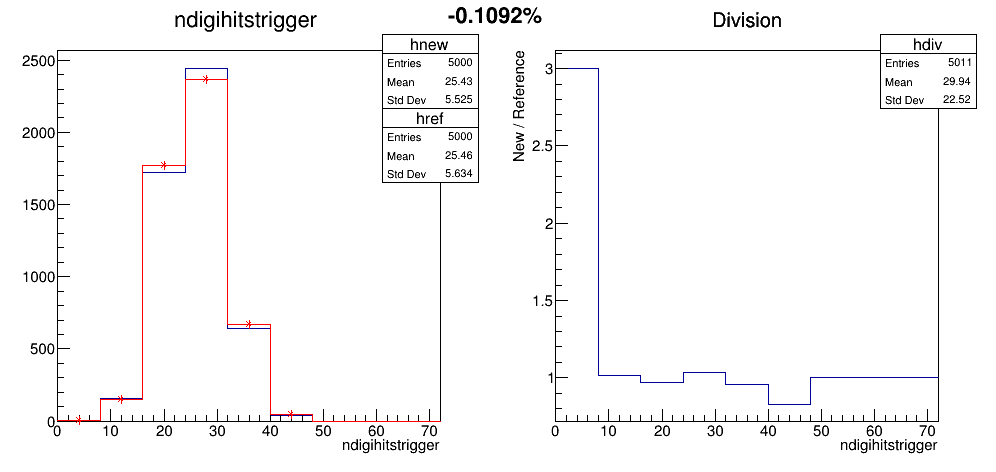 -0.1092%
ndigihitstrigger
hnew
Entries 5000
Mean 25.43
Std Dev 5.525
href
Entries 5000
Mean 25.46
Std Dev 5.634
2500
2000
1500
1000
500
0
0 10 20 30 40 50 60 70
ndigihitstrigger
Division
hdiv
Entries 5011
Mean 29.94
Std Dev 22.52
New / Reference
3
2.5
2
1.5
1
0 10 20 30 40 50 60 70
ndigihitstrigger